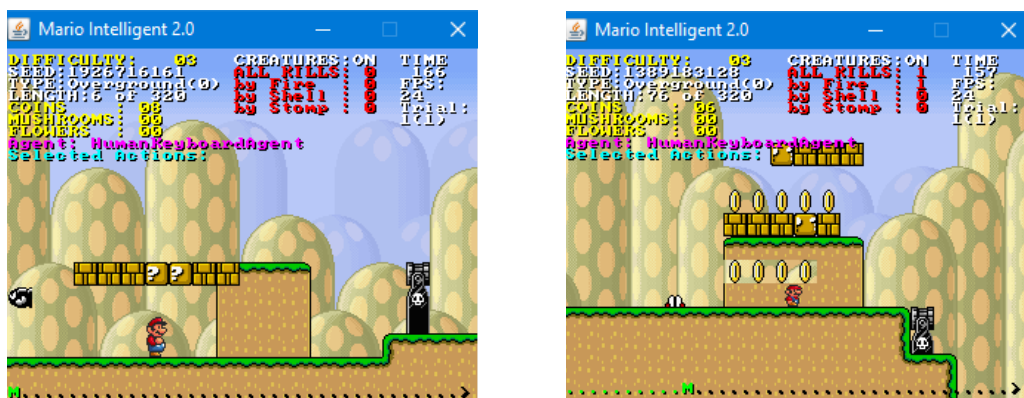 Mario Intelligent 2.0
DIFFICULTY: 03 CREATURES:ON TIME
SEED:1926716161 ALL KILLS: 0 166
TYPE:Overground(0) by Fire : 0 FPS:
LENGTH:6 of 320 by Shell : 0 24
COINS : 08 by Stomp : 0 Trial:
MUSHROOMS: 00 1(1)
FLOWERS : 00
Agent: HumanKeyboardAgent
Selected Actions:
? ?
M
Mario Intelligent 2.0
DIFFICULTY: 03 CREATURES:ON TIME
SEED:1389183128 ALL KILLS: 1 157
TYPE:Overground(0) by Fire : 1 FPS:
LENGTH:76 of 320 by Shell : 0 24
COINS : 06 by Stomp : 0 Trial:
MUSHROOMS: 00 1(1)
FLOWERS : 00
Agent: HumanKeyboardAgent
Selected Actions:
M